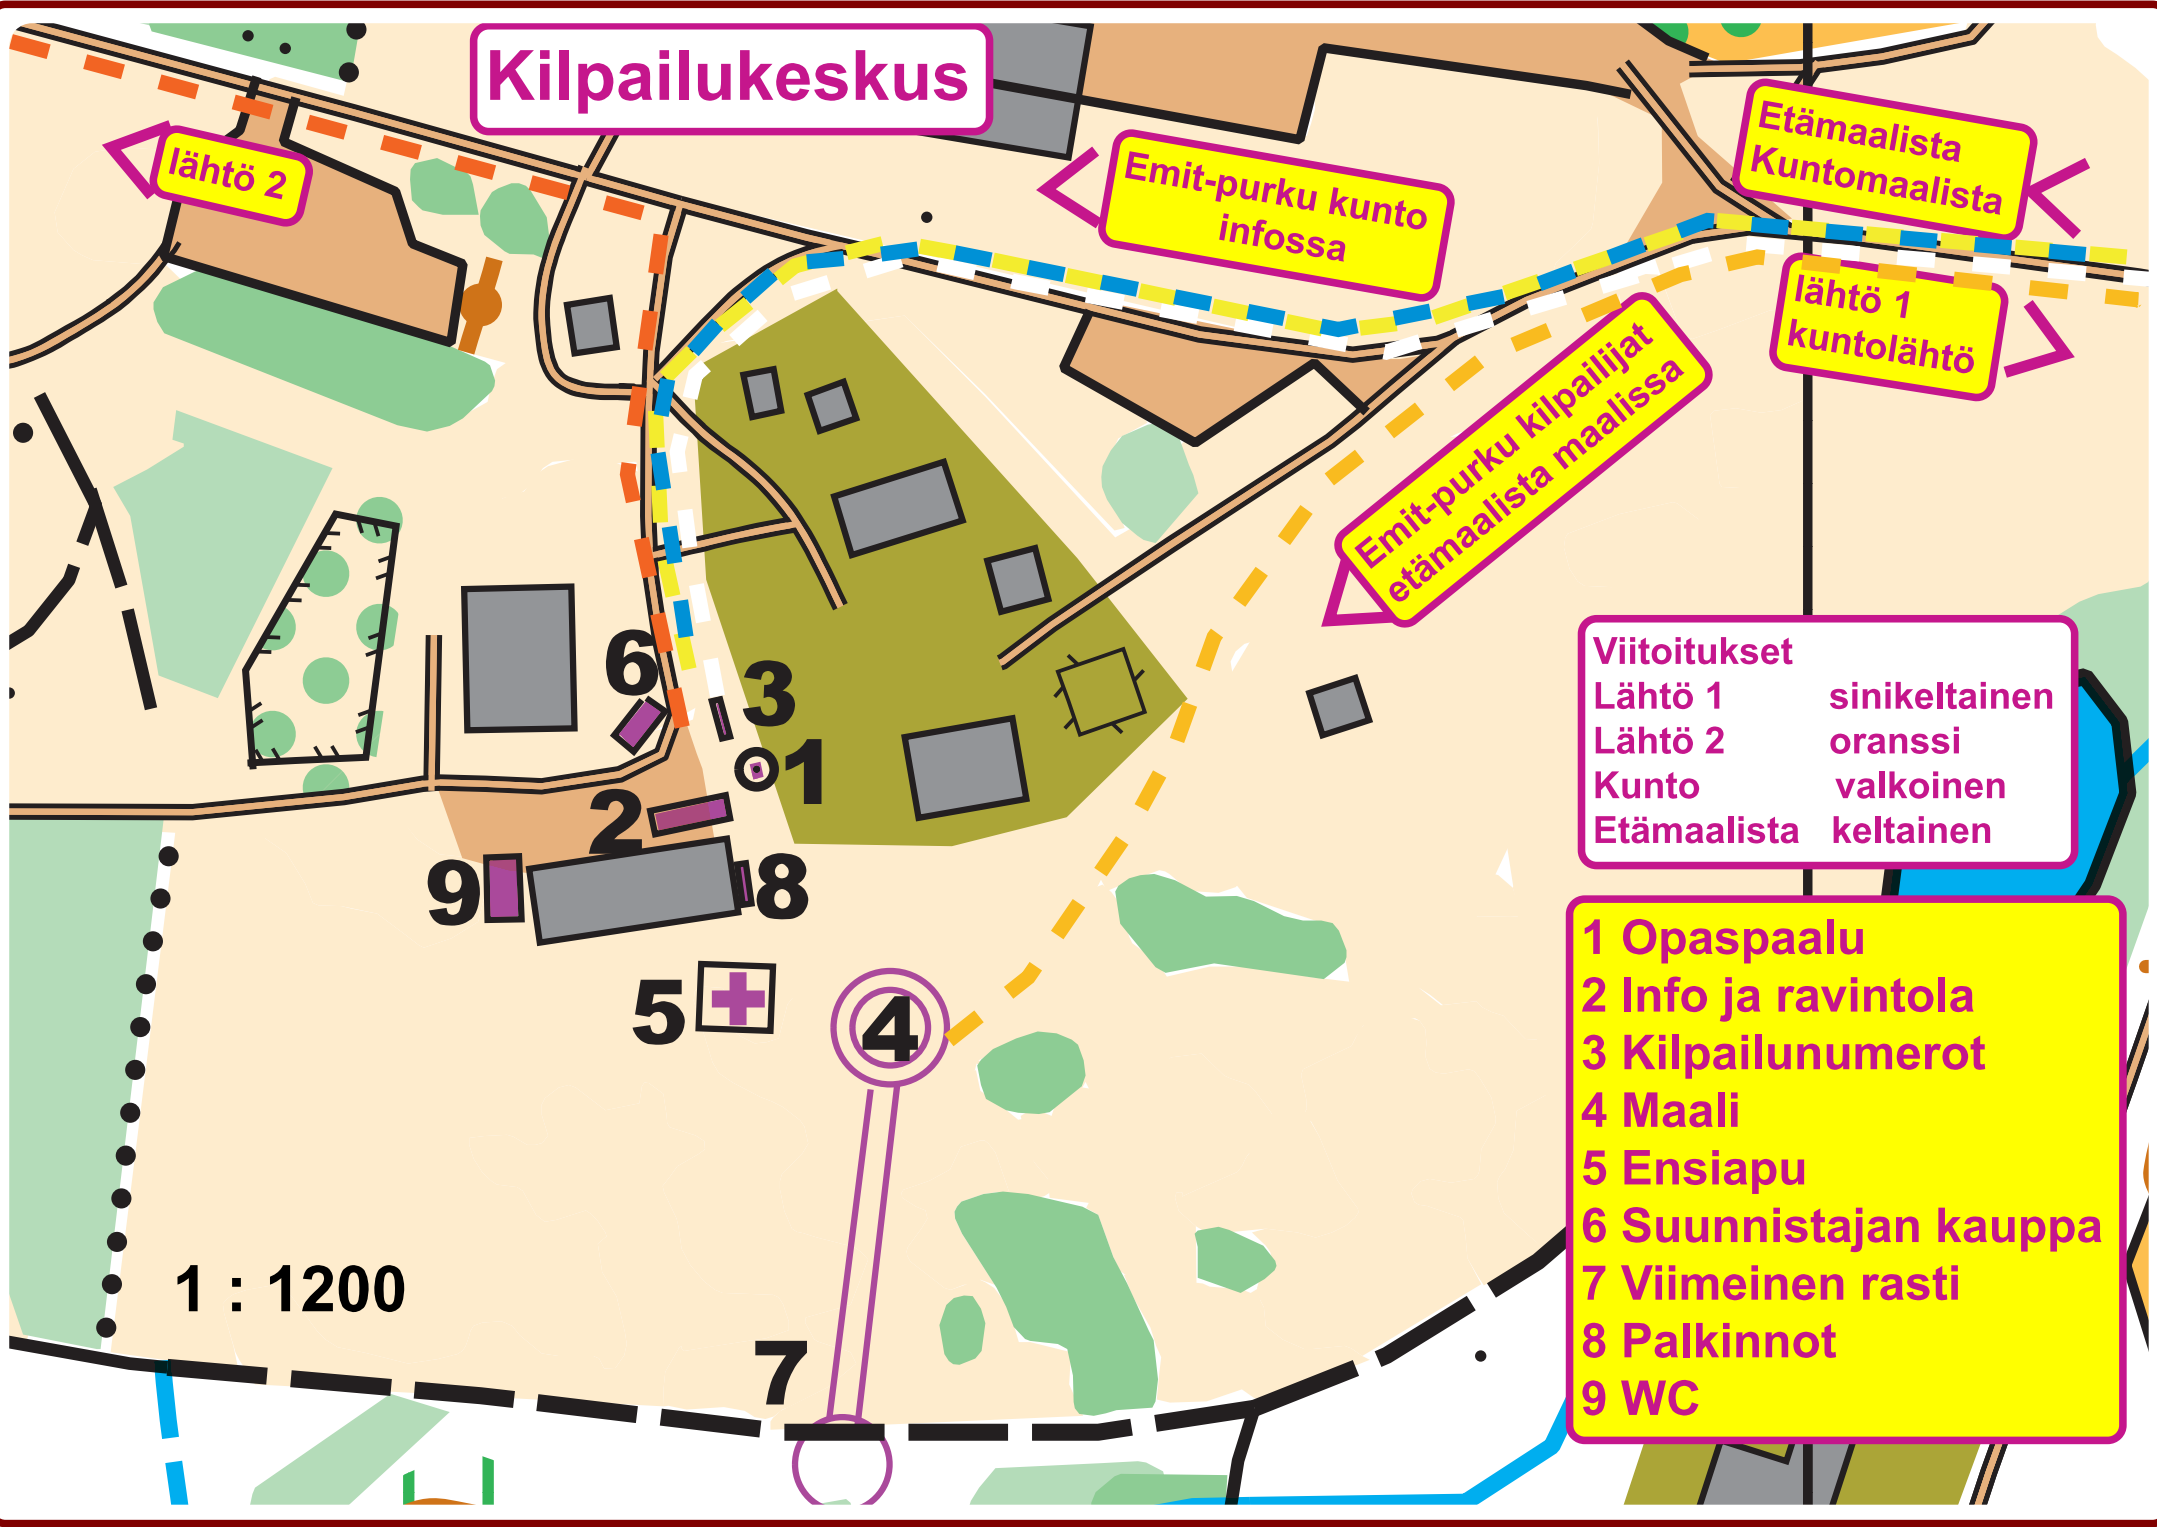 Kilpailukeskus
lähtö 2
Emit-purku kunto
infossa
Etämaalista
Kuntomaalista
lähtö 1
kuntolähtö
Emit-purku kilpailijat
etämaalista maalissa
Viitoitukset
Lähtö 1 sinikeltainen
Lähtö 2 oranssi
Kunto valkoinen
Etämaalista keltainen
6
3
1
2
9
8
5
4
7
1 Opaspaalu
2 Info ja ravintola
3 Kilpailunumerot
4 Maali
5 Ensiapu
6 Suunnistajan kauppa
7 Viimeinen rasti
8 Palkinnot
9 WC
1 : 1200